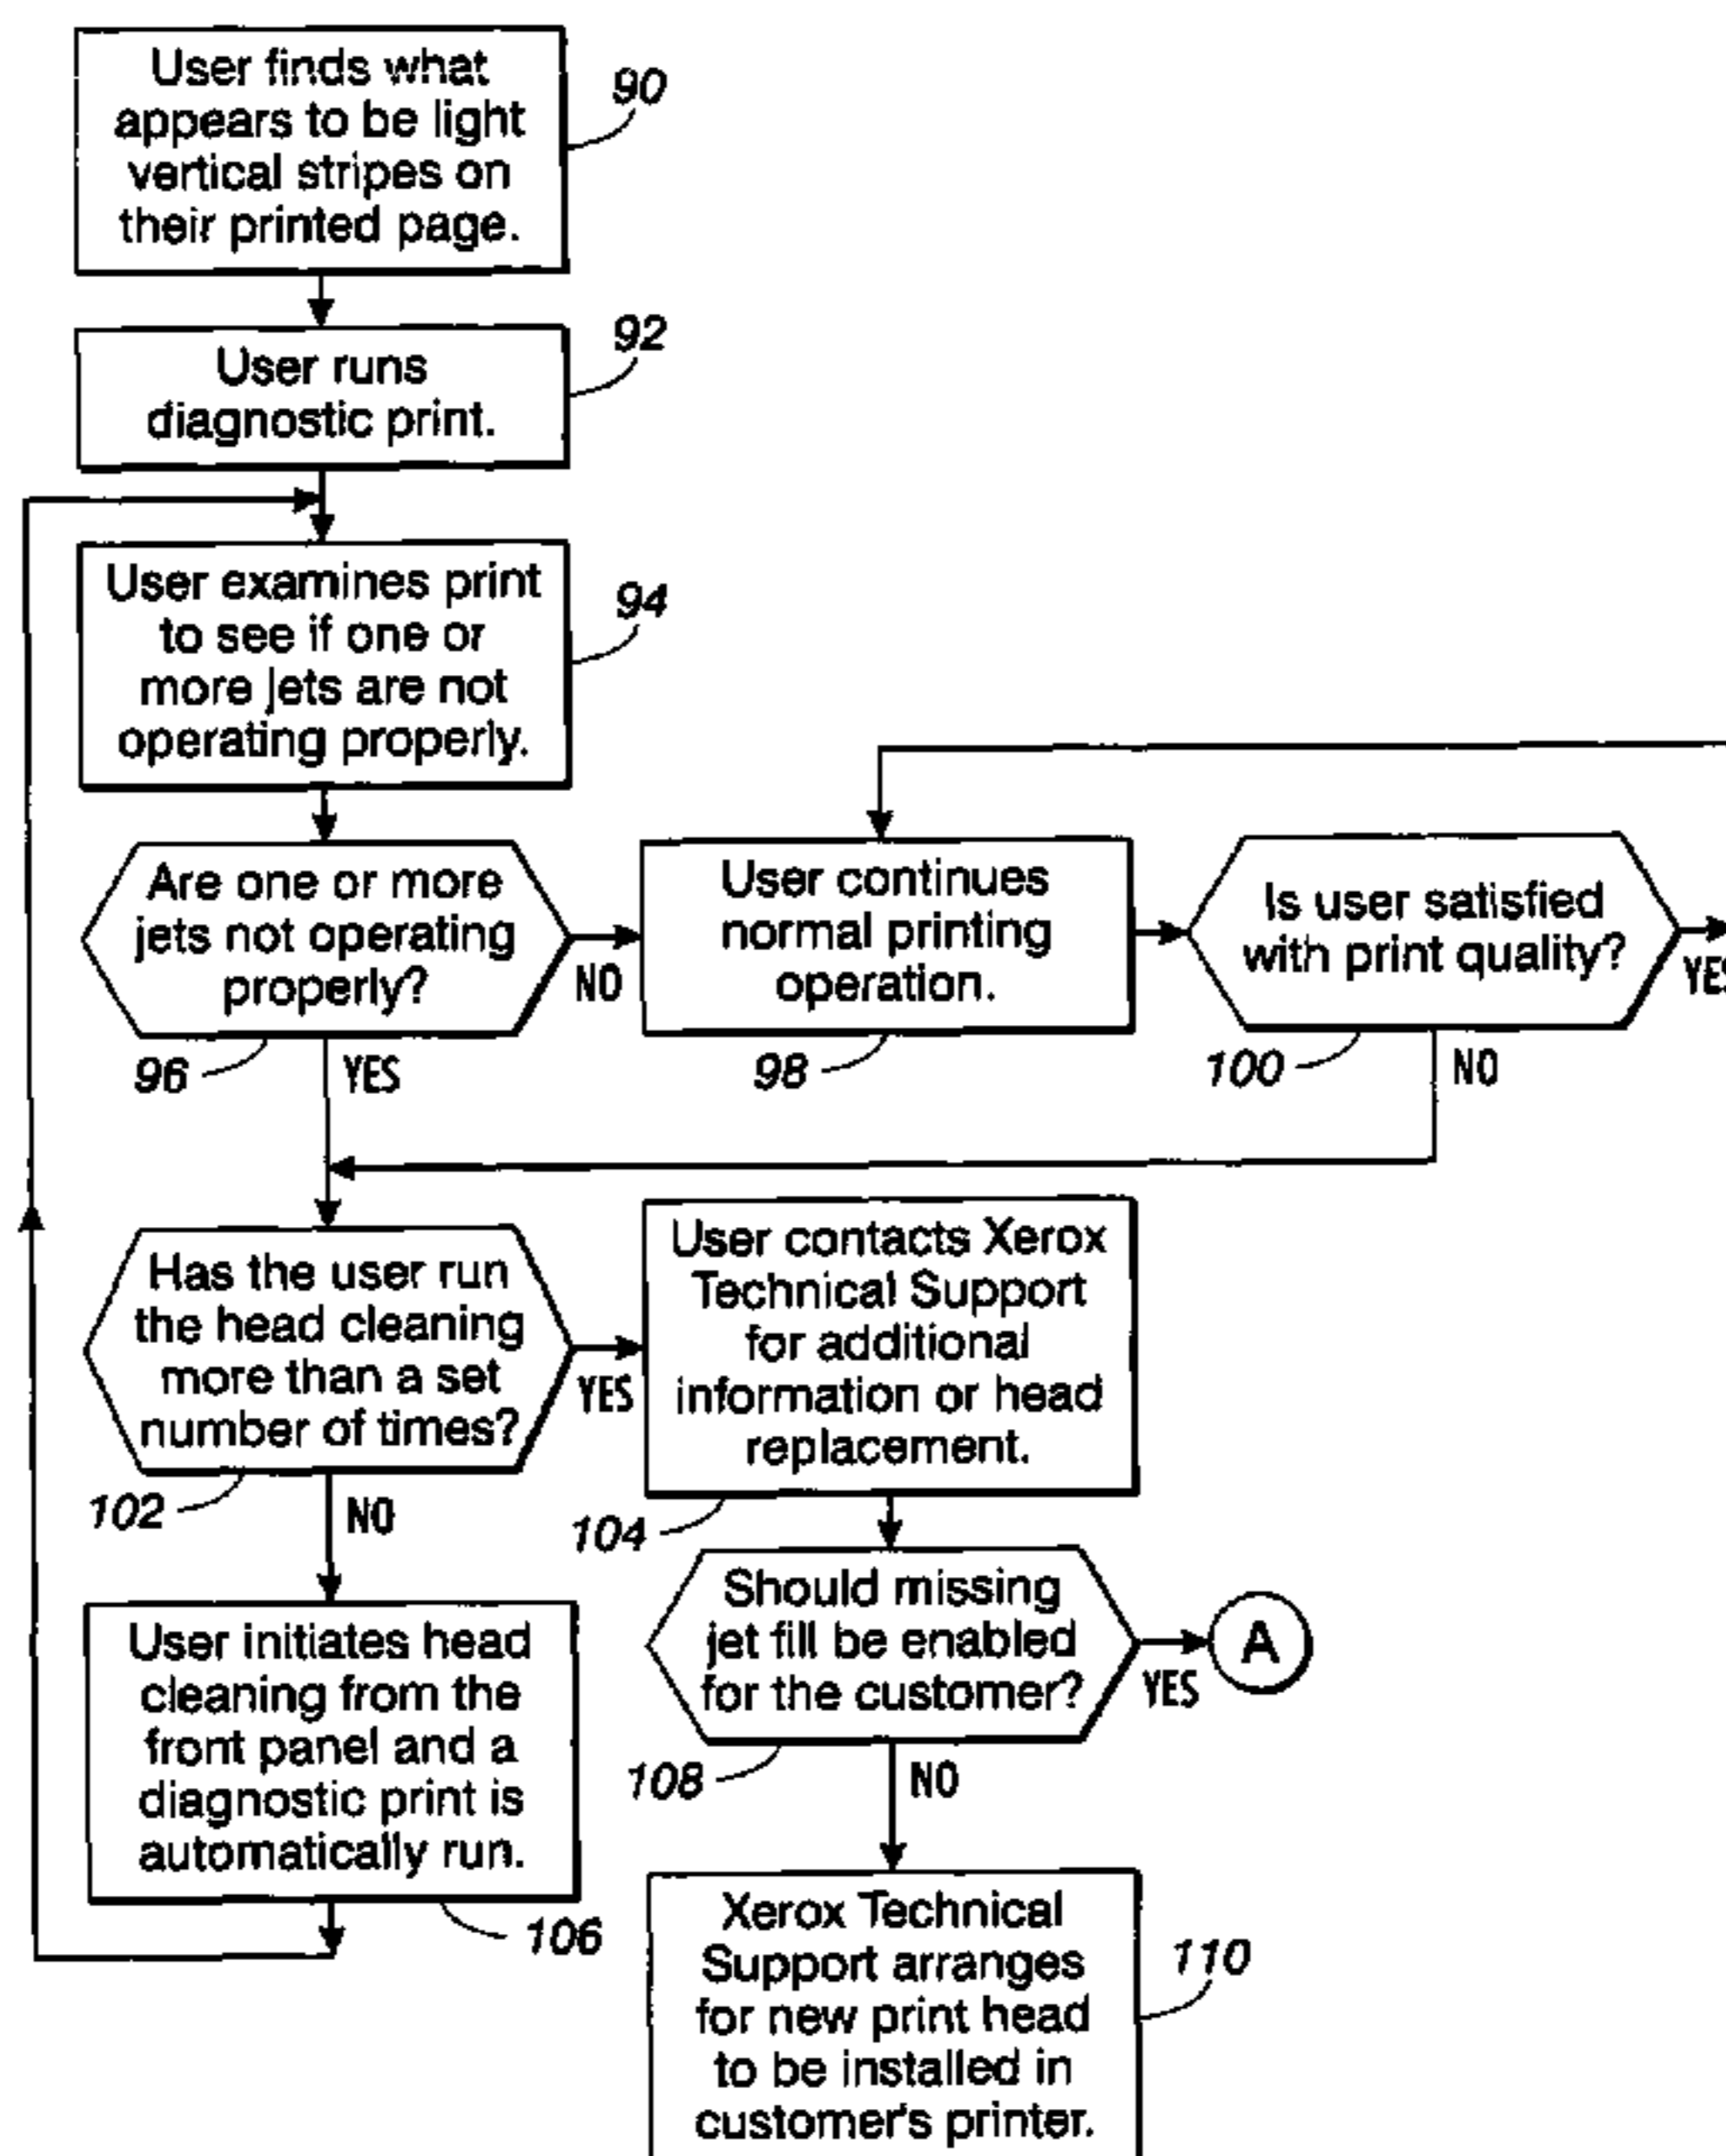 User finds what
appears to be light
vertical stripes on
their printed page.
90
User runs
diagnostic print.
92
User examines print
to see if one or
more jets are not
operating properly.
94
Are one or more
jets not operating
properly?
96
NO
YES
User continues
normal printing
operation.
98
Is user satisfied
with print quality?
100
YES
NO
Has the user run
the head cleaning
more than a set
number of times?
102
YES
NO
User contacts Xerox
Technical Support
for additional
information or head
replacement.
104
User initiates head
cleaning from the
front panel and a
diagnostic print is
automatically run.
106
Should missing
jet fill be enabled
for the customer?
108
YES
A
NO
Xerox Technical
Support arranges
for new print head
to be installed in
customer's printer.
110